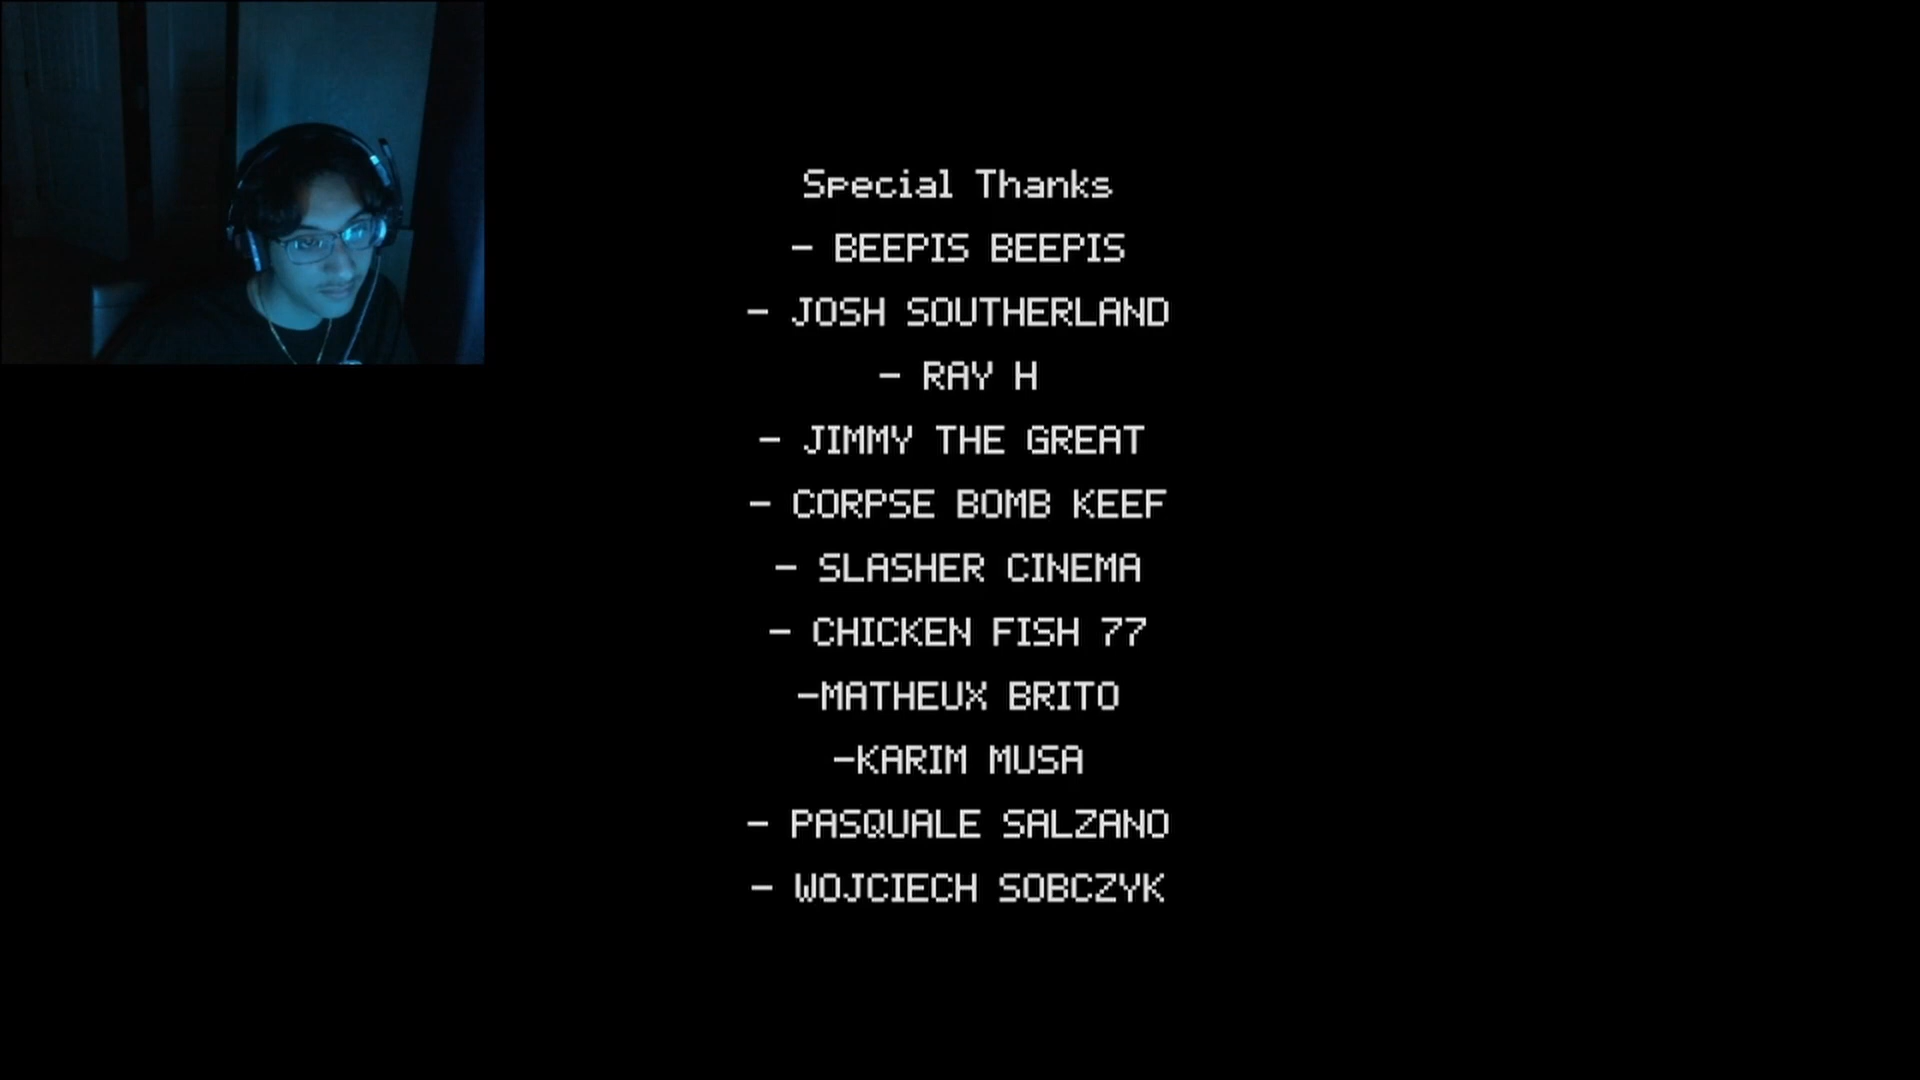 Special Thanks
- BEEPIS BEEPIS
- JOSH SOUTHERLAND
- RAY H
- JIMMY THE GREAT
- CORPSE BOMB KEEF
- SLASHER CINEMA
- CHICKEN FISH 77
-MATHEUX BRITO
-KARIM MUSA
- PASQUALE SALZANO
- WOJCIECH SOBCZYK